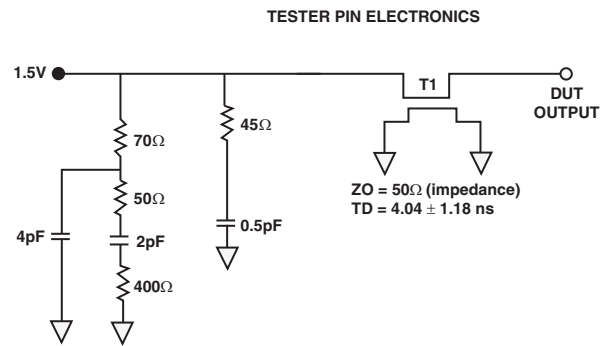 TESTER PIN ELECTRONICS
1.5V
T1
DUT
OUTPUT
70Ω
45Ω
50Ω
ZO = 50Ω (impedance)
TD = 4.04 ± 1.18 ns
4pF
2pF
0.5pF
400Ω